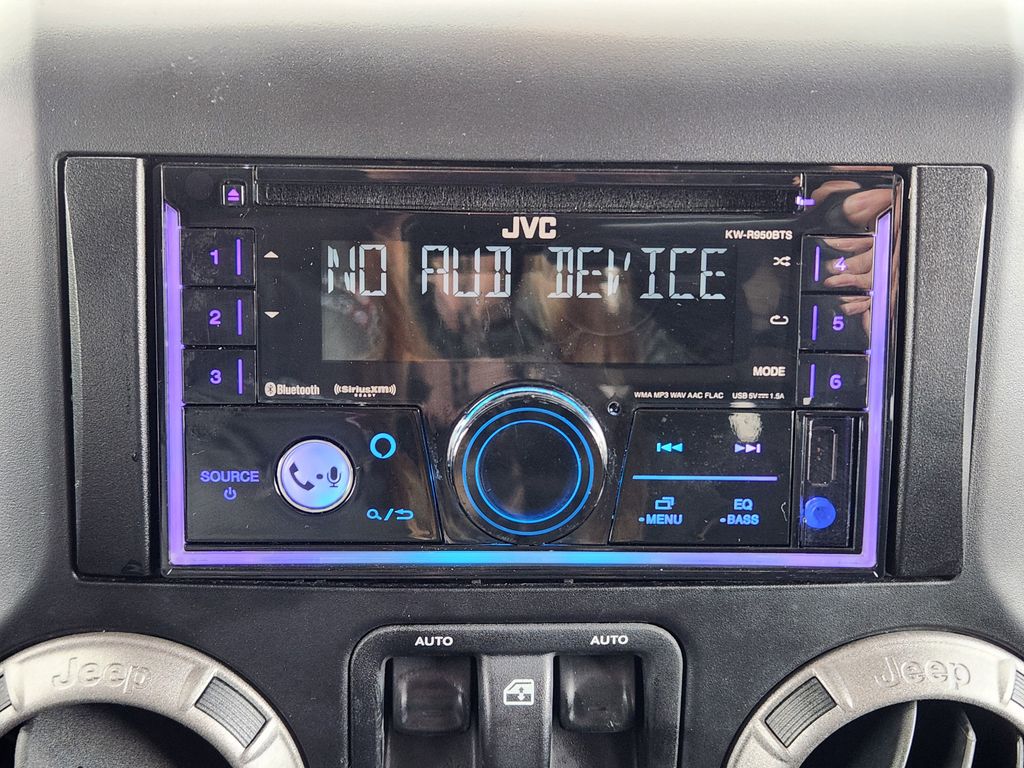 JVC
KW-R950BTS
NO AUD DEVICE
1
2
3
4
5
6
MODE
Bluetooth
((SiriusXM))
READY
WMA MP3 WAV AAC FLAC
USB 5V 1.5A
SOURCE
MENU
EQ
BASS
AUTO
AUTO
Jeep
Jeep